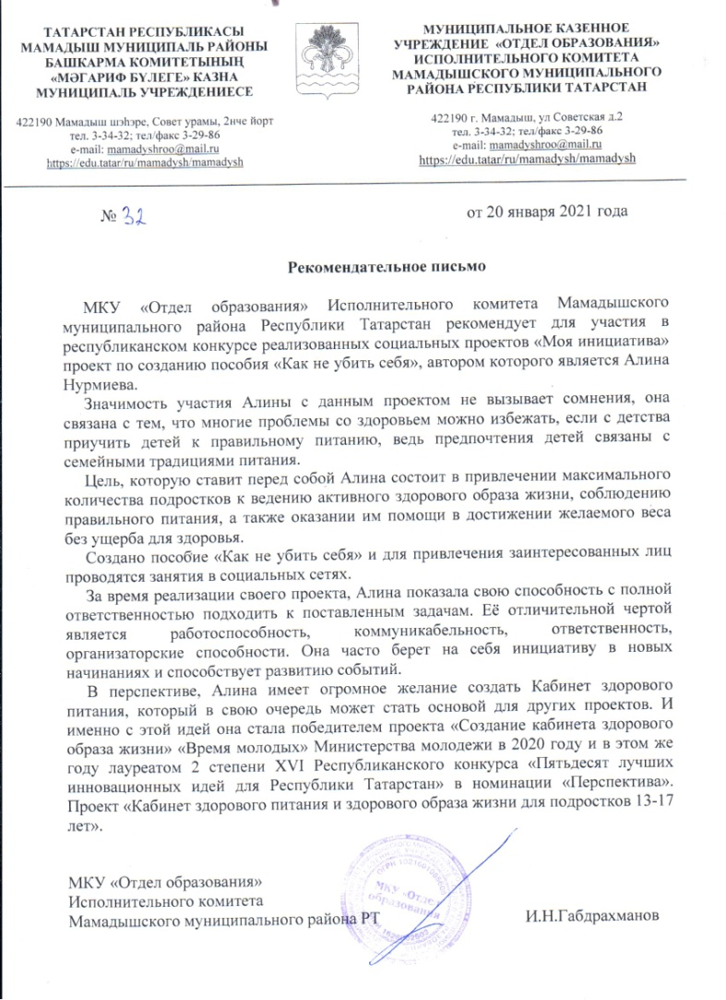 ТАТАРСТАН РЕСПУБЛИКАСЫ
МАМАДЫШ МУНИЦИПАЛЬ РАЙОНЫ
БАШКАРМА КОМИТЕТЫНЫҢ
«МӘГАРИФ БҮЛЕГЕ» КАЗНА
МУНИЦИПАЛЬ УЧРЕЖДЕНИЕСЕ
422190 Мамадыш шәһәре, Совет урамы, 2нче йорт
тел. 3-34-32; тел/факс 3-29-86
e-mail: mamadyshroo@mail.ru
https://edu.tatar/ru/mamadysh/mamadysh
МУНИЦИПАЛЬНОЕ КАЗЕННОЕ
УЧРЕЖДЕНИЕ «ОТДЕЛ ОБРАЗОВАНИЯ»
ИСПОЛНИТЕЛЬНОГО КОМИТЕТА
МАМАДЫШСКОГО МУНИЦИПАЛЬНОГО
РАЙОНА РЕСПУБЛИКИ ТАТАРСТАН
422190 г. Мамадыш, ул Советская д.2
тел. 3-34-32; тел/факс 3-29-86
e-mail: mamadyshroo@mail.ru
https://edu.tatar/ru/mamadysh/mamadysh
№ 32
от 20 января 2021 года
Рекомендательное письмо
МКУ «Отдел образования» Исполнительного комитета Мамадышского
муниципального района Республики Татарстан рекомендует для участия в
республиканском конкурсе реализованных социальных проектов «Моя инициатива»
проект по созданию пособия «Как не убить себя», автором которого является Алина
Нурмиева.
Значимость участия Алины с данным проектом не вызывает сомнения, она
связана с тем, что многие проблемы со здоровьем можно избежать, если с детства
приучить детей к правильному питанию, ведь предпочтения детей связаны с
семейными традициями питания.
Цель, которую ставит перед собой Алина состоит в привлечении максимального
количества подростков к ведению активного здорового образа жизни, соблюдению
правильного питания, а также оказании им помощи в достижении желаемого веса
без ущерба для здоровья.
Создано пособие «Как не убить себя» и для привлечения заинтересованных лиц
проводятся занятия в социальных сетях.
За время реализации своего проекта, Алина показала свою способность с полной
ответственностью подходить к поставленным задачам. Её отличительной чертой
является работоспособность, коммуникабельность, ответственность,
организаторские способности. Она часто берет на себя инициативу в новых
начинаниях и способствует развитию событий.
В перспективе, Алина имеет огромное желание создать Кабинет здорового
питания, который в свою очередь может стать основой для других проектов. И
именно с этой идей она стала победителем проекта «Создание кабинета здорового
образа жизни» «Время молодых» Министерства молодежи в 2020 году и в этом же
году лауреатом 2 степени XVI Республиканского конкурса «Пятьдесят лучших
инновационных идей для Республики Татарстан» в номинации «Перспектива».
Проект «Кабинет здорового питания и здорового образа жизни для подростков 13-17
лет».
МКУ «Отдел образования»
Исполнительного комитета
Мамадышского муниципального района РТ
И.Н.Габдрахманов
МКУ «Отдел
образования»